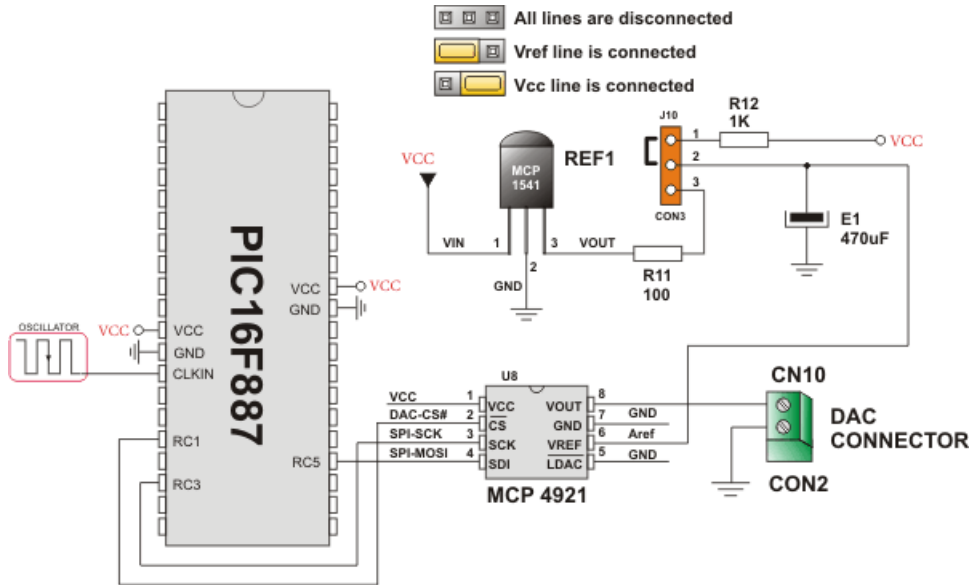 All lines are disconnected
Vref line is connected
Vcc line is connected
R12
1K
J10
1
VCC
2
3
CON3
REF1
MCP
1541
VCC
VIN
1
2
3
VOUT
GND
R11
100
E1
470uF
PIC16F887
VCC
VCC
GND
OSCILLATOR
VCC
VCC
GND
CLKIN
RC1
RC5
RC3
U8
VCC
1
VCC
VOUT
8
DAC-CS#
2
CS
GND
7
GND
SPI-SCK
3
SCK
VREF
6
Aref
SPI-MOSI
4
SDI
LDAC
5
GND
MCP 4921
CN10
DAC
CONNECTOR
CON2